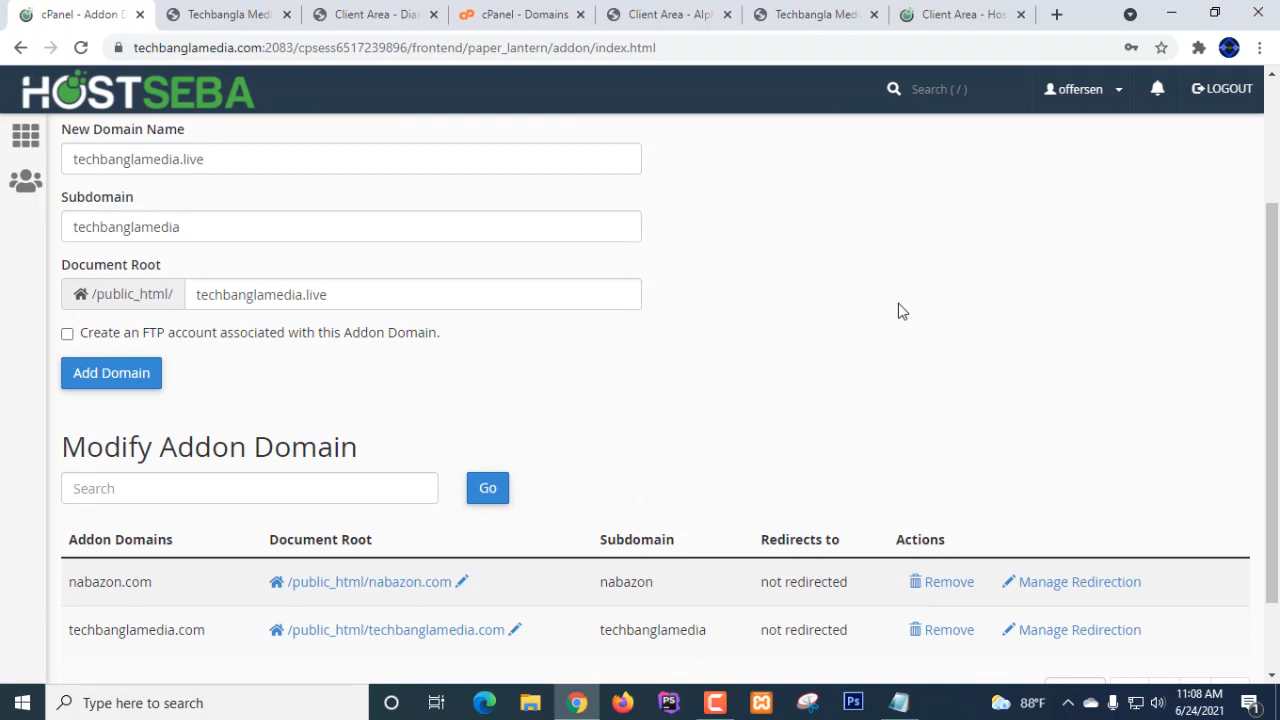 cPanel - Addon D
Techbangla Med
Client Area - Dia
cPanel - Domains
Client Area - Alp
Techbangla Med
Client Area - Hos
techbanglamedia.com:2083/cpsess6517239896/frontend/paper_lantern/addon/index.html
HOSTSEBA
Search ( / )
offersen
LOGOUT
New Domain Name
techbanglamedia.live
Subdomain
techbanglamedia
Document Root
/public_html/
techbanglamedia.live
Create an FTP account associated with this Addon Domain.
Add Domain
Modify Addon Domain
Search
Go
Addon Domains Document Root Subdomain Redirects to Actions
nabazon.com /public_html/nabazon.com nabazon not redirected Remove Manage Redirection
techbanglamedia.com /public_html/techbanglamedia.com techbanglamedia not redirected Remove Manage Redirection
Type here to search
PS
Ps
88°F
11:08 AM
6/24/2021
1